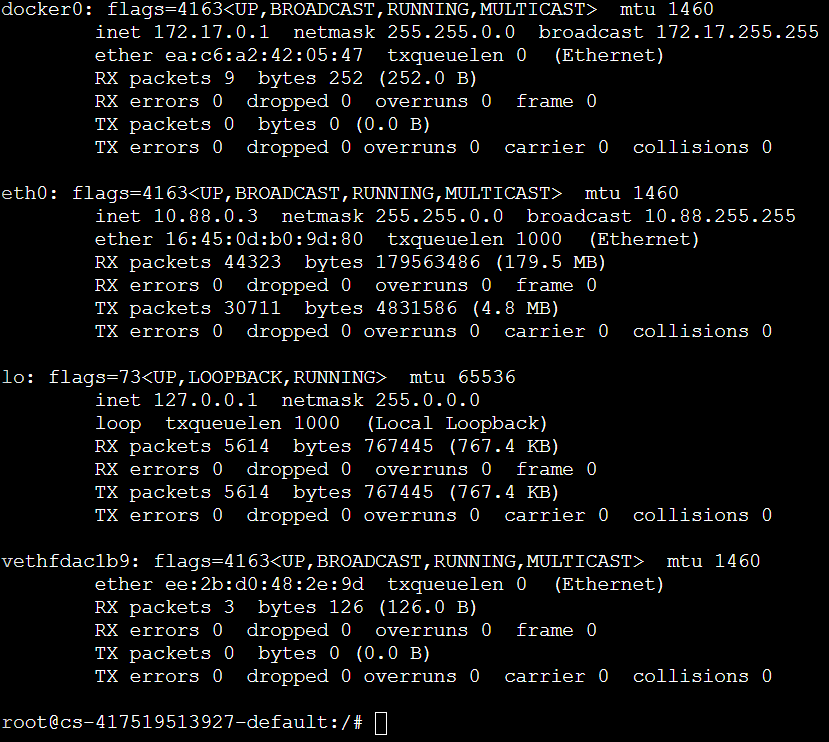 docker0: flags=4163<UP,BROADCAST,RUNNING,MULTICAST>  mtu 1460
        inet 172.17.0.1  netmask 255.255.0.0  broadcast 172.17.255.255
        ether ea:c6:a2:42:05:47  txqueuelen 0  (Ethernet)
        RX packets 9  bytes 252 (252.0 B)
        RX errors 0  dropped 0  overruns 0  frame 0
        TX packets 0  bytes 0 (0.0 B)
        TX errors 0  dropped 0 overruns 0  carrier 0  collisions 0

eth0: flags=4163<UP,BROADCAST,RUNNING,MULTICAST>  mtu 1460
        inet 10.88.0.3  netmask 255.255.0.0  broadcast 10.88.255.255
        ether 16:45:0d:b0:9d:80  txqueuelen 1000  (Ethernet)
        RX packets 44323  bytes 179563486 (179.5 MB)
        RX errors 0  dropped 0  overruns 0  frame 0
        TX packets 30711  bytes 4831586 (4.8 MB)
        TX errors 0  dropped 0 overruns 0  carrier 0  collisions 0

lo: flags=73<UP,LOOPBACK,RUNNING>  mtu 65536
        inet 127.0.0.1  netmask 255.0.0.0
        loop  txqueuelen 1000  (Local Loopback)
        RX packets 5614  bytes 767445 (767.4 KB)
        RX errors 0  dropped 0  overruns 0  frame 0
        TX packets 5614  bytes 767445 (767.4 KB)
        TX errors 0  dropped 0 overruns 0  carrier 0  collisions 0

vethfdac1b9: flags=4163<UP,BROADCAST,RUNNING,MULTICAST>  mtu 1460
        ether ee:2b:d0:48:2e:9d  txqueuelen 0  (Ethernet)
        RX packets 3  bytes 126 (126.0 B)
        RX errors 0  dropped 0  overruns 0  frame 0
        TX packets 0  bytes 0 (0.0 B)
        TX errors 0  dropped 0 overruns 0  carrier 0  collisions 0

root@cs-417519513927-default:/#